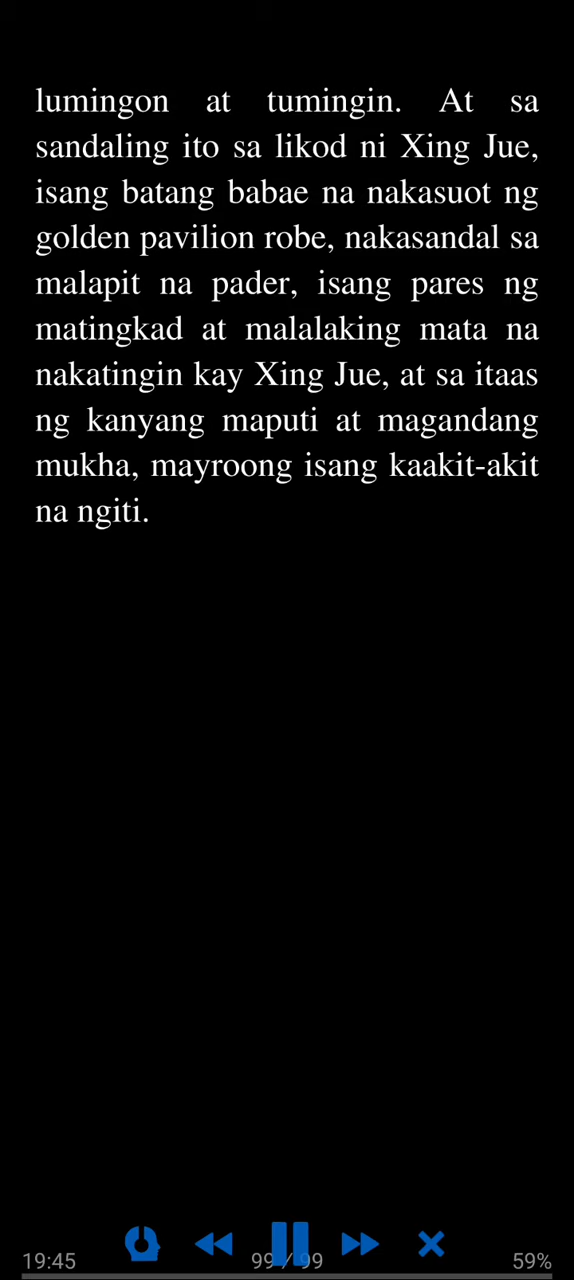 lumingon at tumingin. At sa
sandaling ito sa likod ni Xing Jue,
isang batang babae na nakasuot ng
golden pavilion robe, nakasandal sa
malapit na pader, isang pares ng
matingkad at malalaking mata na
nakatingin kay Xing Jue, at sa itaas
ng kanyang maputi at magandang
mukha, mayroong isang kaakit-akit
na ngiti.
19:45
99 / 99
59%